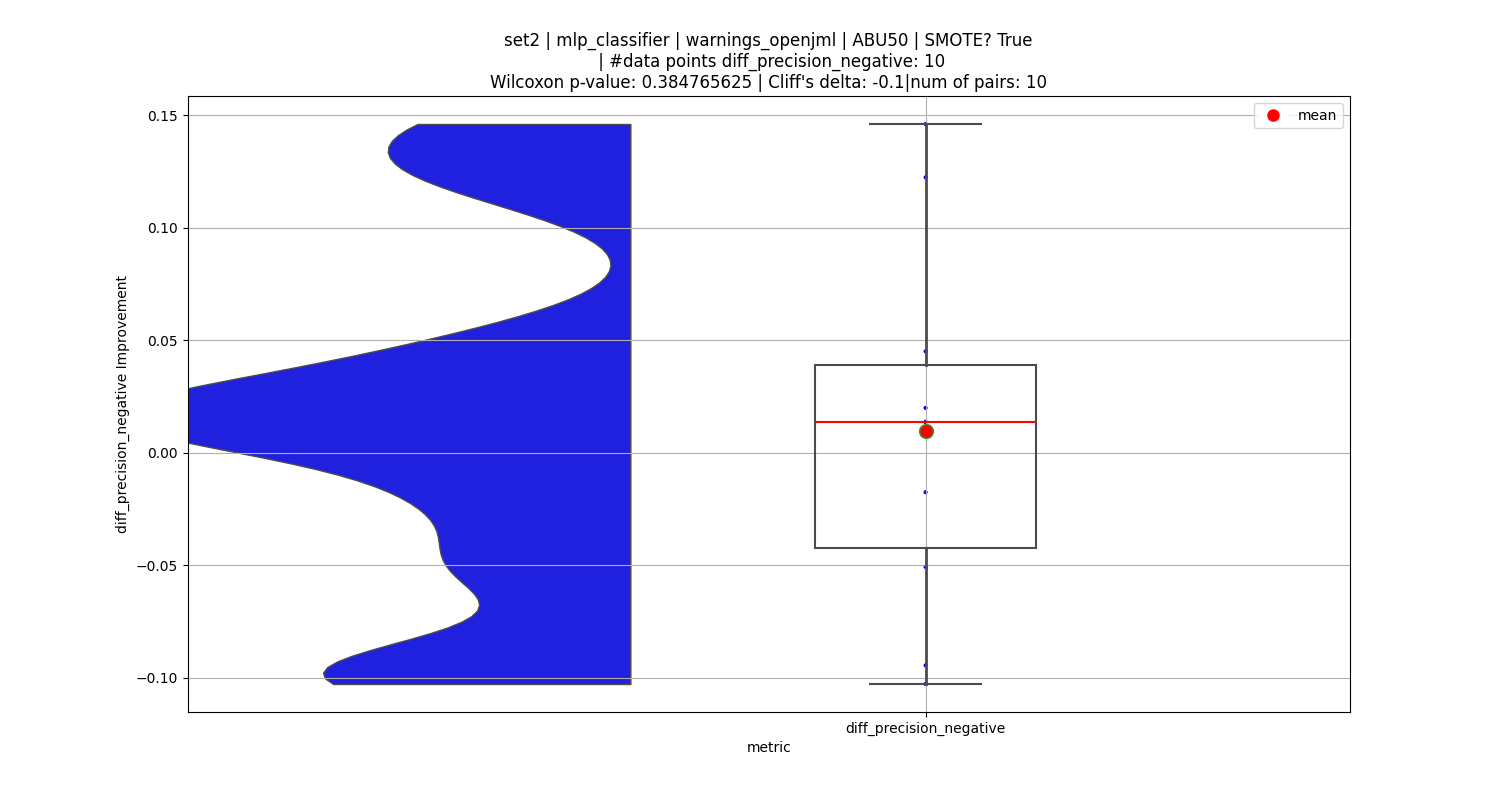 set2 | mlp_classifier | warnings_openjml | ABU50 | SMOTE? True
| #data points diff_precision_negative: 10
Wilcoxon p-value: 0.384765625 | Cliff's delta: -0.1|num of pairs: 10
mean
0.15
0.10
0.05
0.00
−0.05
−0.10
diff_precision_negative Improvement
diff_precision_negative
metric